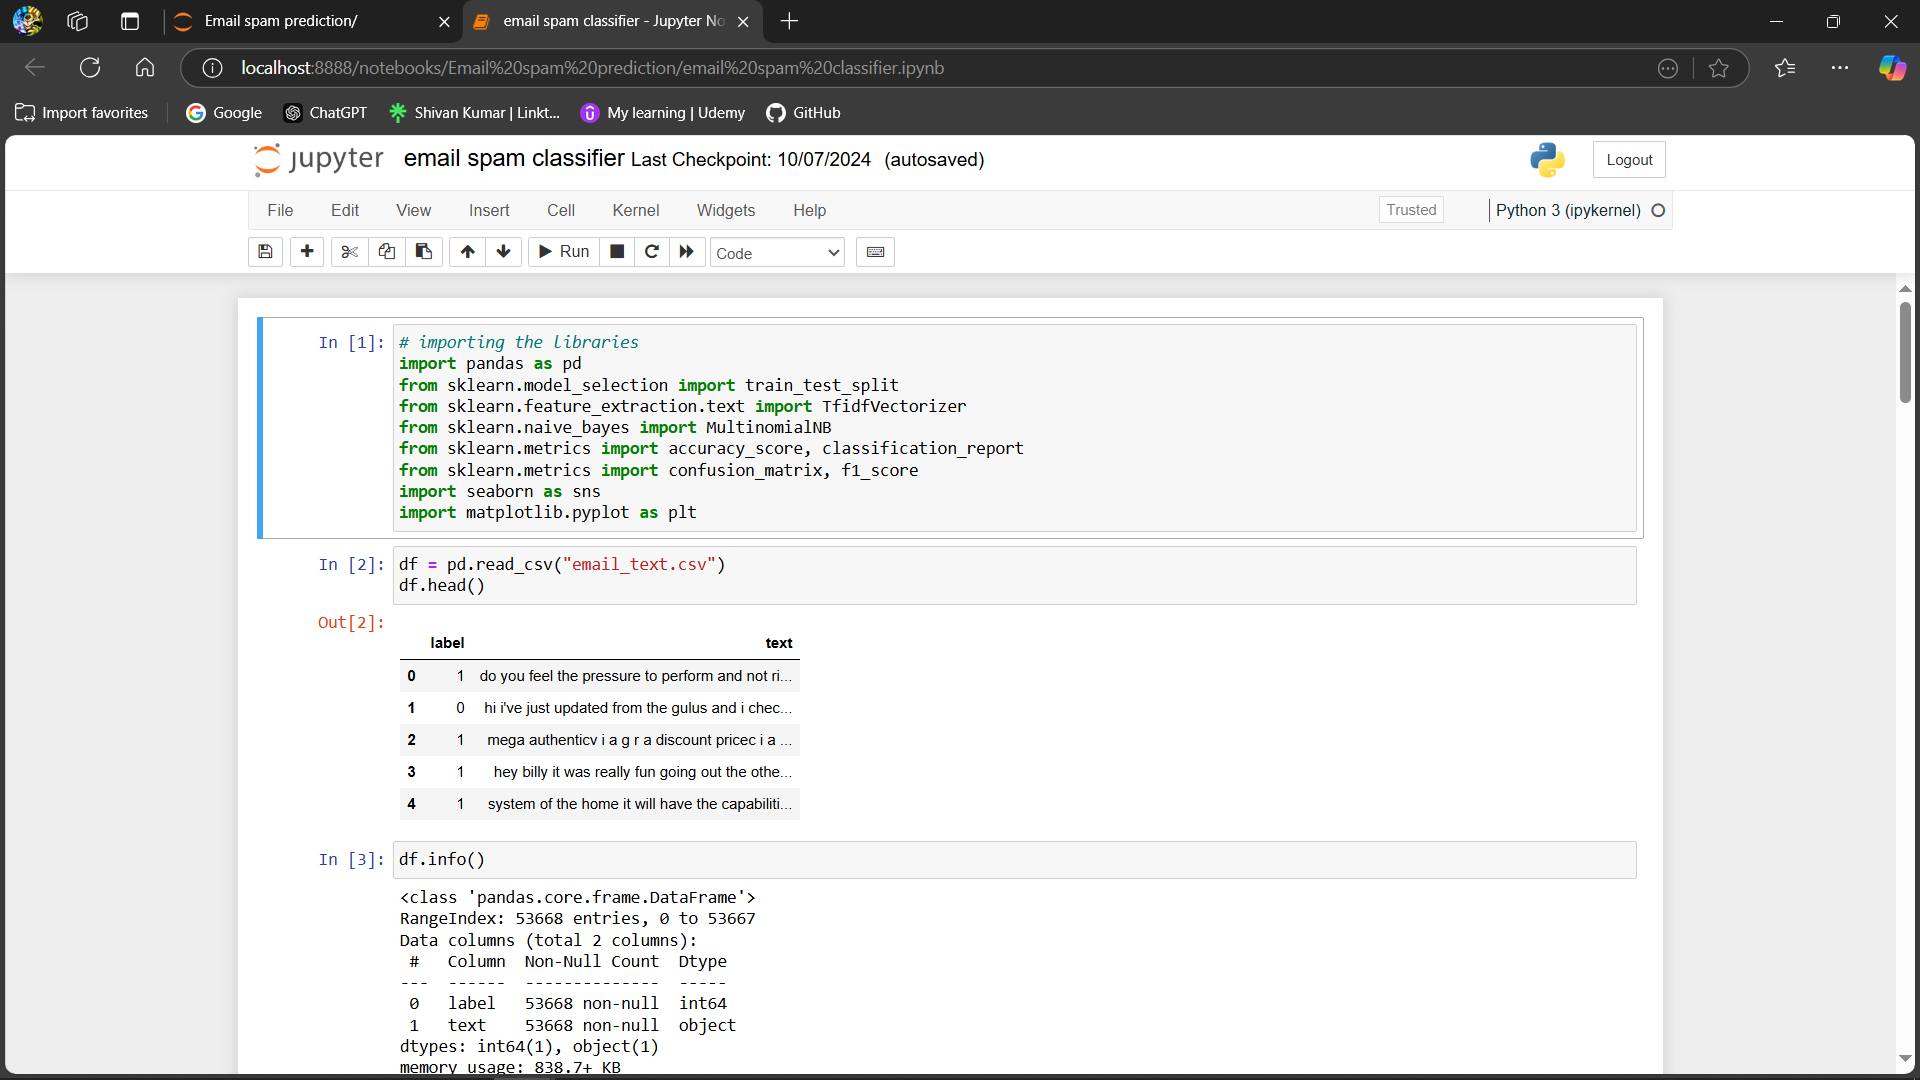 Email spam prediction/
email spam classifier - Jupyter No
localhost:8888/notebooks/Email%20spam%20prediction/email%20spam%20classifier.ipynb
Import favorites
Google
ChatGPT
Shivan Kumar | Linkt...
My learning | Udemy
GitHub
jupyter email spam classifier Last Checkpoint: 10/07/2024 (autosaved)
Logout
File Edit View Insert Cell Kernel Widgets Help
Trusted
Python 3 (ipykernel)
Run
Code
In [1]: # importing the libraries
import pandas as pd
from sklearn.model_selection import train_test_split
from sklearn.feature_extraction.text import TfidfVectorizer
from sklearn.naive_bayes import MultinomialNB
from sklearn.metrics import accuracy_score, classification_report
from sklearn.metrics import confusion_matrix, f1_score
import seaborn as sns
import matplotlib.pyplot as plt
In [2]: df = pd.read_csv("email_text.csv")
df.head()
Out[2]:
label text
0 1 do you feel the pressure to perform and not ri...
1 0 hi i've just updated from the gulus and i chec...
2 1 mega authenticv i a g r a discount pricec i a ...
3 1 hey billy it was really fun going out the othe...
4 1 system of the home it will have the capabiliti...
In [3]: df.info()
<class 'pandas.core.frame.DataFrame'>
RangeIndex: 53668 entries, 0 to 53667
Data columns (total 2 columns):
# Column Non-Null Count Dtype
--- ------ -------------- -----
0 label 53668 non-null int64
1 text 53668 non-null object
dtypes: int64(1), object(1)
memory usage: 838.7+ KB